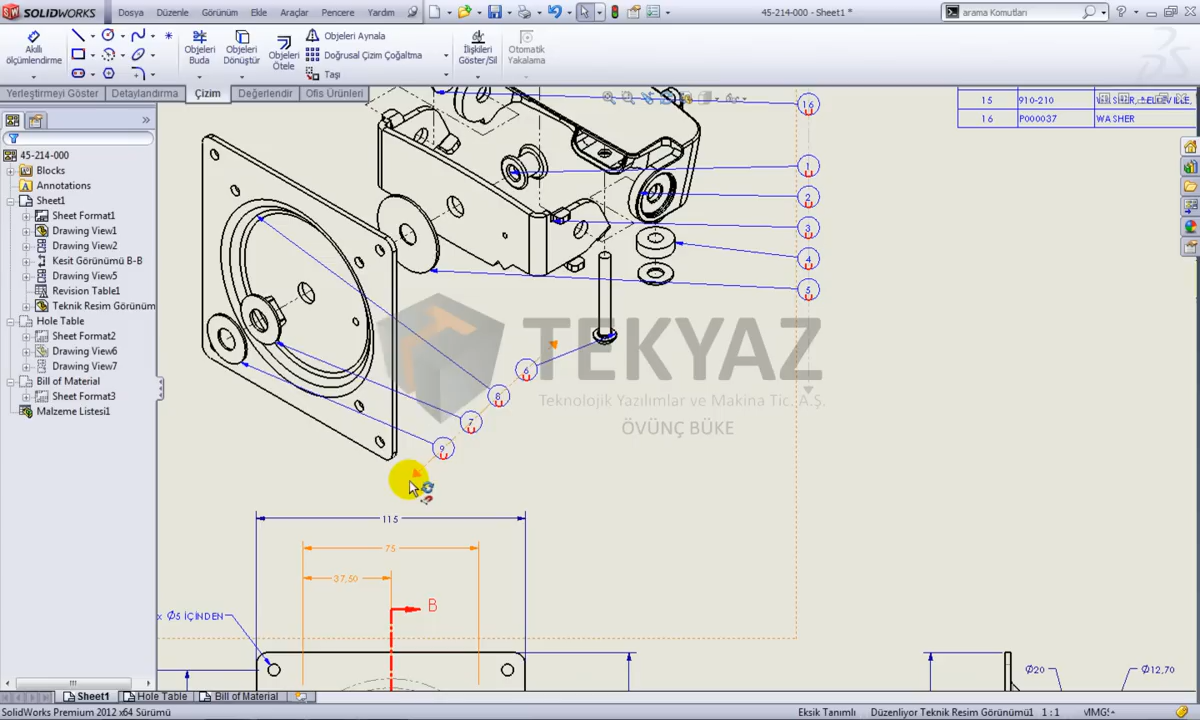 SOLIDWORKS
Dosya Düzenle Görünüm Ekle Araçlar Pencere Yardım
45-214-000 - Sheet1 *
arama Komutları
Akıllı ölçümlendirme
Objeleri Buda
Objeleri Dönüştür
Objeleri Ötele
Objeleri Aynala
Doğrusal Çizim Çoğaltma
Taşı
İlişkileri Göster/Sil
Otomatik Yakalama
Yerleştirmeyi Göster Detaylandırma Çizim Değerlendir Ofis Ürünleri
45-214-000
Blocks
Annotations
Sheet1
Sheet Format1
Drawing View1
Drawing View2
Kesit Görünümü B-B
Drawing View5
Revision Table1
Teknik Resim Görünüm
Hole Table
Sheet Format2
Drawing View6
Drawing View7
Bill of Material
Sheet Format3
Malzeme Listesi1
15 910-210
16 P000037 WASHER
16
1
2
3
4
5
6
8
7
9
TEKYAZ
Teknolojik Yazılımlar ve Makina Tic. A.Ş.
ÖVÜNÇ BÜKE
115
75
37,50
B
x Ø5 İÇİNDEN
Ø20
Ø12,70
Sheet1 Hole Table Bill of Material
SolidWorks Premium 2012 x64 Sürümü
Eksik Tanımlı Düzenliyor Teknik Resim Görünümü1 1 : 1